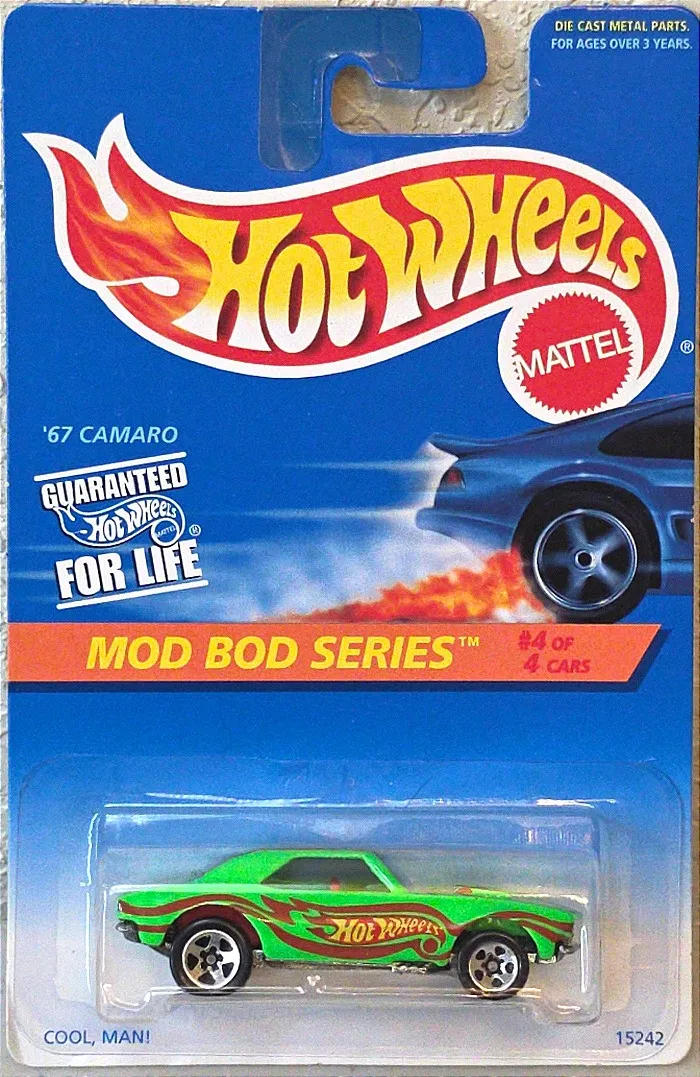 DIE CAST METAL PARTS.
FOR AGES OVER 3 YEARS.
HOT WHEELS
MATTEL
®
'67 CAMARO
GUARANTEED
HOT WHEELS
MATTEL
®
FOR LIFE
MOD BOD SERIES™
#4 OF
4 CARS
HOT WHEELS
COOL, MAN!
15242